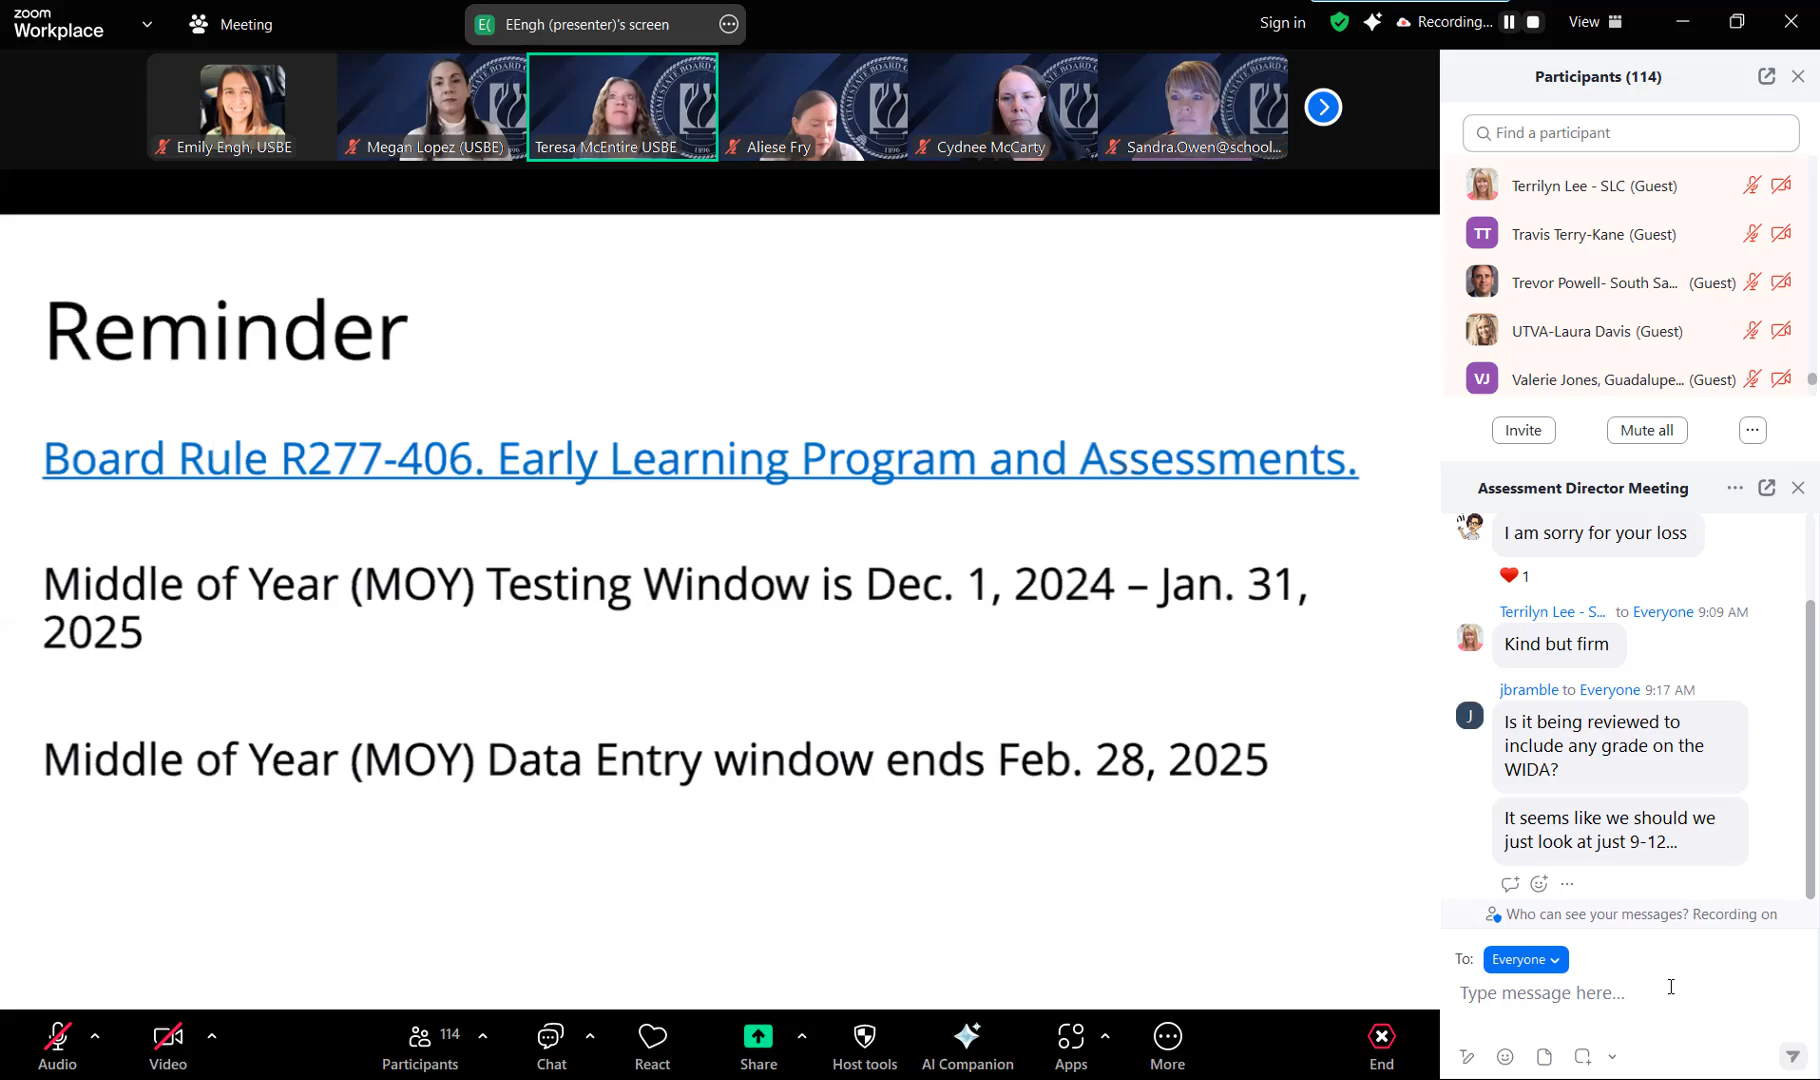 zoom
Workplace
Meeting
E( EEngh (presenter)'s screen
Sign in
Recording...
View
Emily Engh, USBE
Megan Lopez (USBE)
Teresa McEntire USBE
Aliese Fry
Cydnee McCarty
Sandra.Owen@school...
Reminder
Board Rule R277-406. Early Learning Program and Assessments.
Middle of Year (MOY) Testing Window is Dec. 1, 2024 – Jan. 31,
2025
Middle of Year (MOY) Data Entry window ends Feb. 28, 2025
Participants (114)
Find a participant
Terrilyn Lee - SLC (Guest)
TT Travis Terry-Kane (Guest)
Trevor Powell- South Sa... (Guest)
UTVA-Laura Davis (Guest)
VJ Valerie Jones, Guadalupe... (Guest)
Invite
Mute all
Assessment Director Meeting
I am sorry for your loss
1
Terrilyn Lee - S... to Everyone 9:09 AM
Kind but firm
jbramble to Everyone 9:17 AM
J
Is it being reviewed to
include any grade on the
WIDA?
It seems like we should we
just look at just 9-12...
Who can see your messages? Recording on
To: Everyone
Type message here...
Audio
Video
Participants 114
Chat
React
Share
Host tools
AI Companion
Apps
More
End